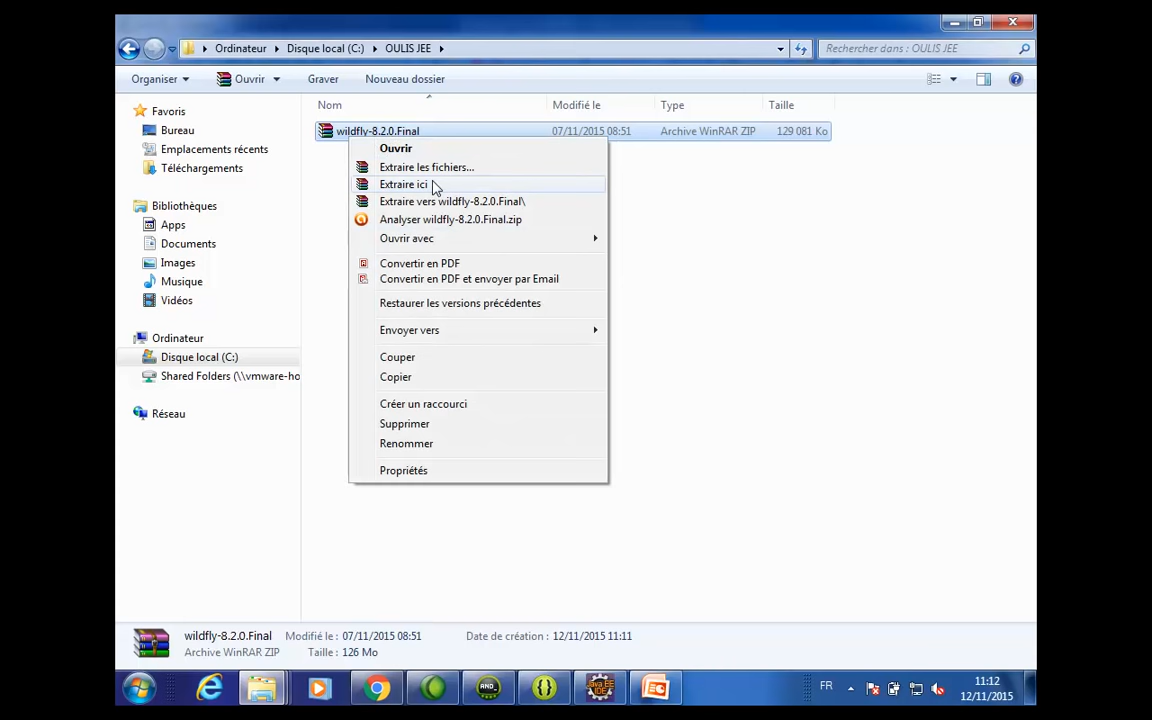 Ordinateur
Disque local (C:)
OULIS JEE
Rechercher dans : OULIS JEE
Organiser
Ouvrir
Graver
Nouveau dossier
Nom
Modifié le
Type
Taille
Favoris
Bureau
Emplacements récents
Téléchargements
Bibliothèques
Apps
Documents
Images
Musique
Vidéos
Ordinateur
Disque local (C:)
Shared Folders (\\vmware-ho
Réseau
wildfly-8.2.0.Final
07/11/2015 08:51
Archive WinRAR ZIP
129 081 Ko
Ouvrir
Extraire les fichiers...
Extraire ici
Extraire vers wildfly-8.2.0.Final\
Analyser wildfly-8.2.0.Final.zip
Ouvrir avec
Convertir en PDF
Convertir en PDF et envoyer par Email
Restaurer les versions précédentes
Envoyer vers
Couper
Copier
Créer un raccourci
Supprimer
Renommer
Propriétés
wildfly-8.2.0.Final
Modifié le : 07/11/2015 08:51
Date de création : 12/11/2015 11:11
Archive WinRAR ZIP
Taille : 126 Mo
AND_
Java EE
IDE
FR
11:12
12/11/2015